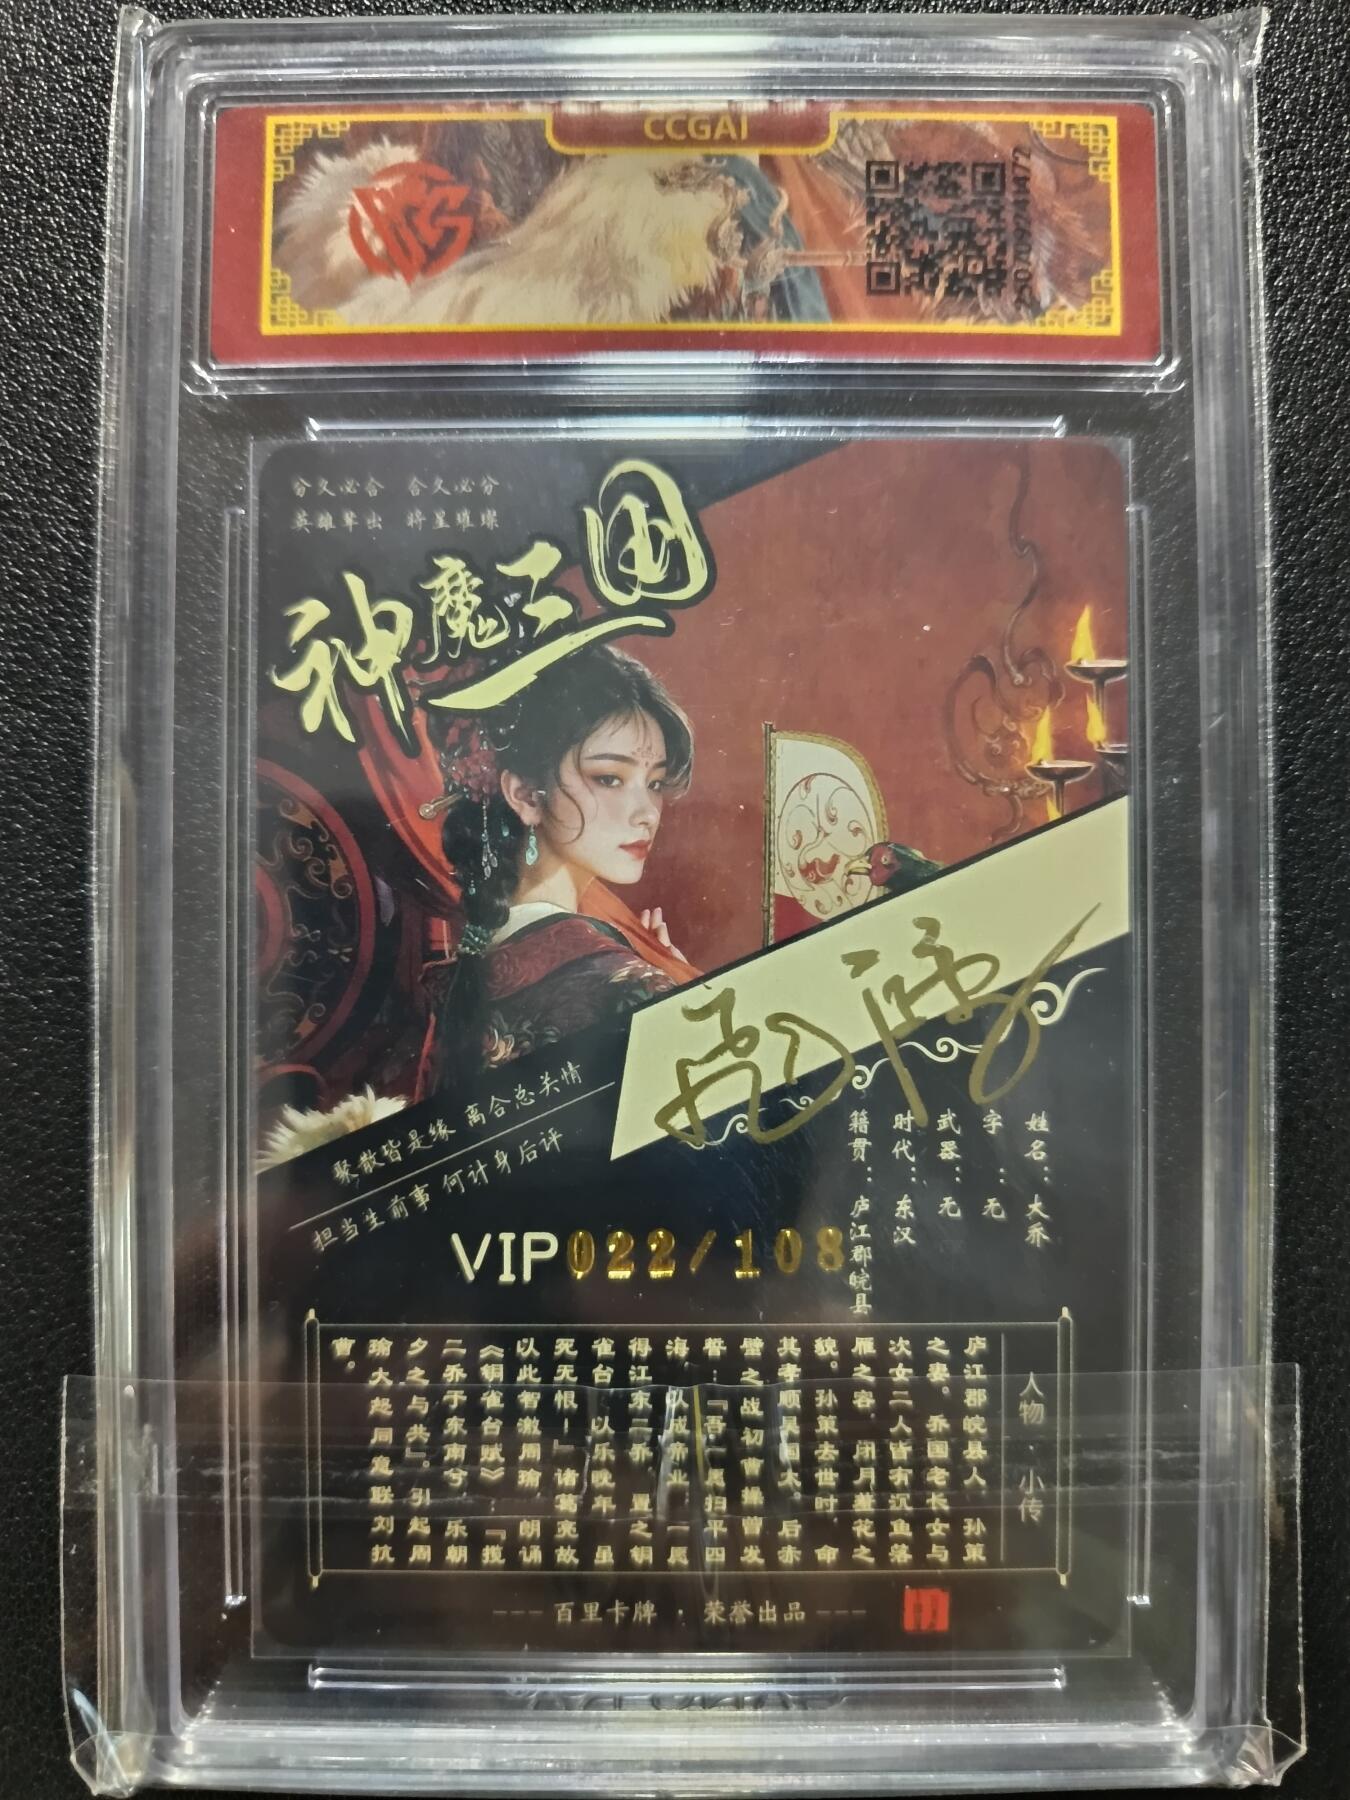 CCGAI
分久必合 合久必分
英雄辈出 将星璀璨
神魔三国
聚散皆是缘 离合总关情
担当生前事 何计身后评
姓名：大乔
字：无
武器：无
时代：东汉
籍贯：庐江郡皖县
VIP022/108
人物·小传
庐江郡皖县人，孙策
之妻。乔国老长女与
次女二人皆有沉鱼落
雁之容，闭月羞花之
貌。孙策去世时，命
其孝顺吴国太。后赤
壁之战初曹操曾发
誓：『吾一愿扫平四
海，以成帝业，一愿
得江东二乔，置之铜
雀台，以乐晚年，虽
死无恨！』诸葛亮故
以此智激周瑜，朗诵
《铜雀台赋》：『揽
二乔于东南兮，乐朝
夕之与共』。引起周
瑜大起同意联刘抗
曹。
--- 百里卡牌 · 荣誉出品 ---